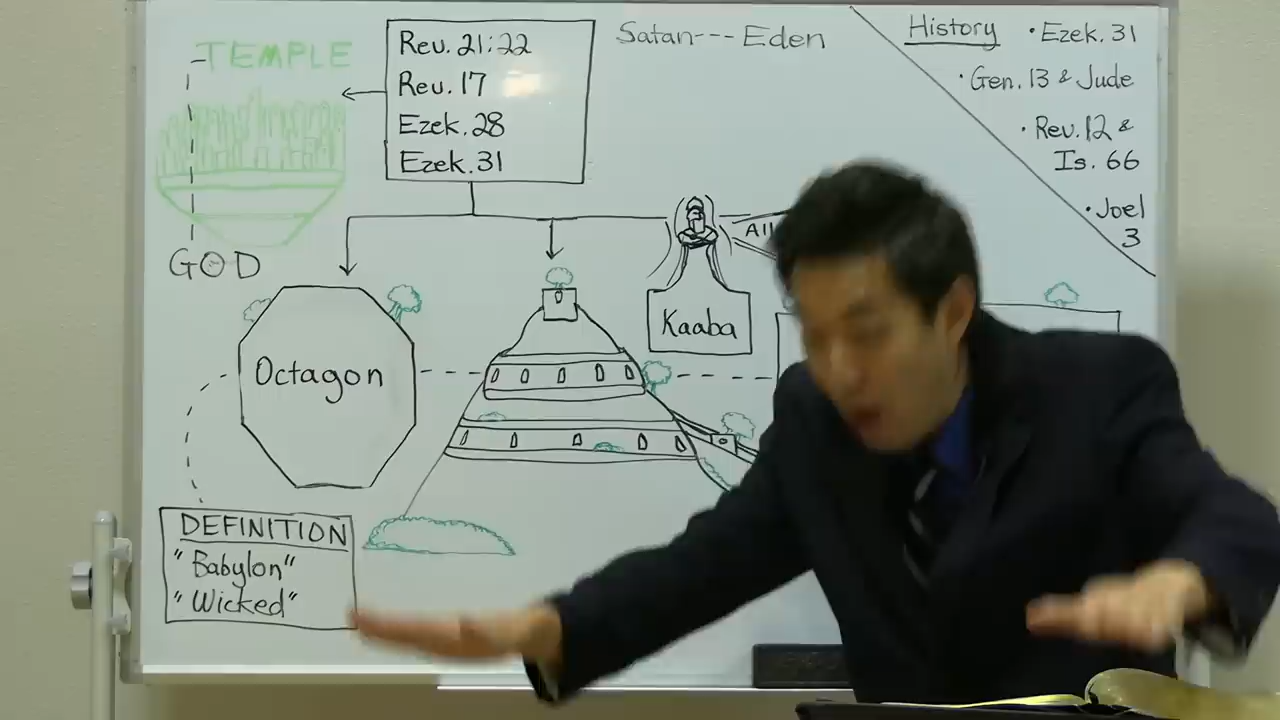 TEMPLE
GOD
Rev. 21:22
Rev. 17
Ezek. 28
Ezek. 31
Satan---Eden
History
• Ezek. 31
• Gen. 13 & Jude
• Rev. 12 &
Is. 66
• Joel
3
Kaaba
Octagon
DEFINITION
"Babylon"
"Wicked"